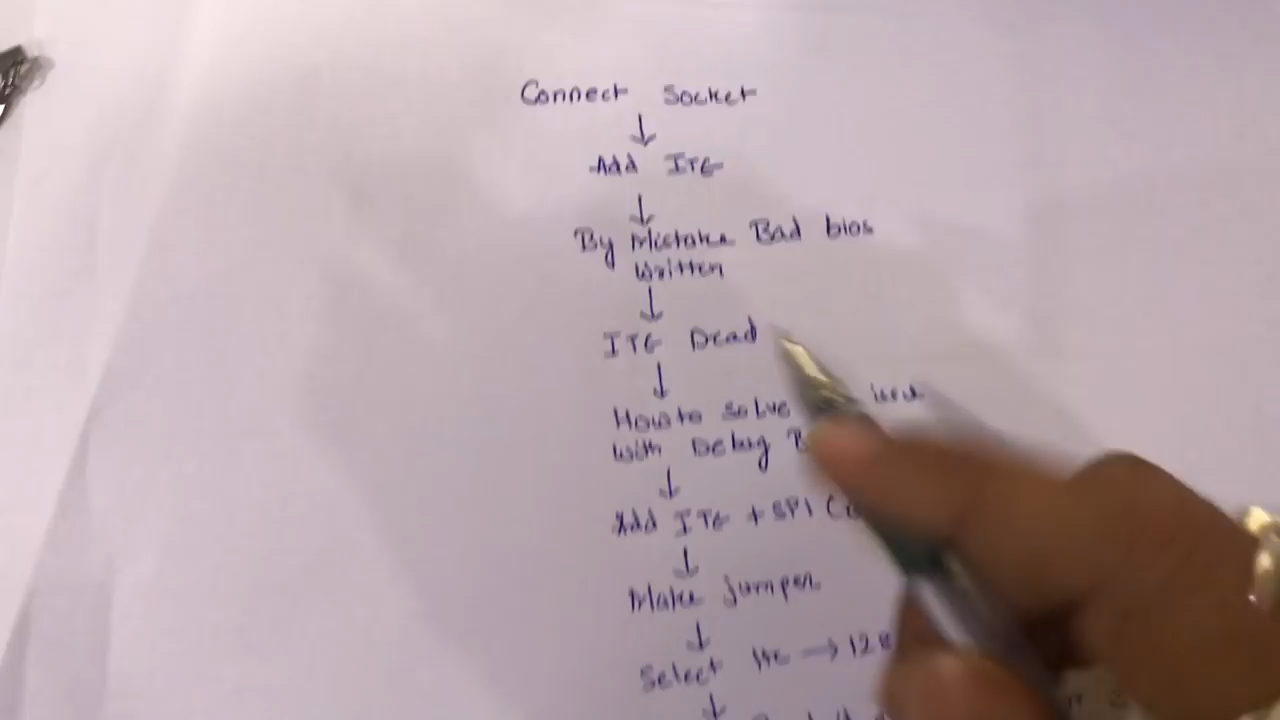 Connect Socket
↓
Add ITE
↓
By Mistake Bad bios
Written
↓
ITE Dead
↓
How to solve
With Debug
↓
Add ITE + SPI
↓
Make Jumper
↓
Select ITE → 128
↓